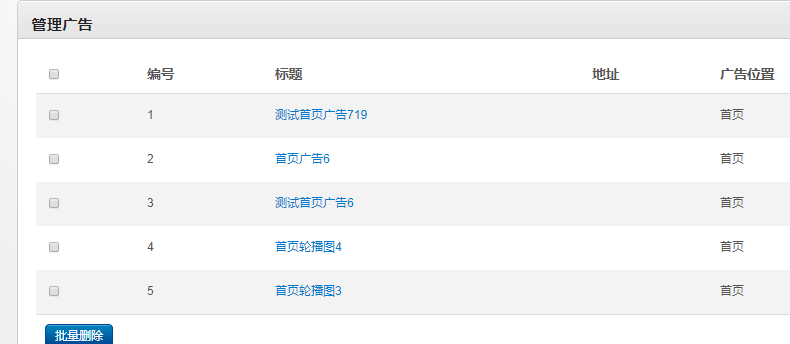 管理广告
编号 标题 地址 广告位置
1 测试首页广告719 首页
2 首页广告6 首页
3 测试首页广告6 首页
4 首页轮播图4 首页
5 首页轮播图3 首页
批量删除